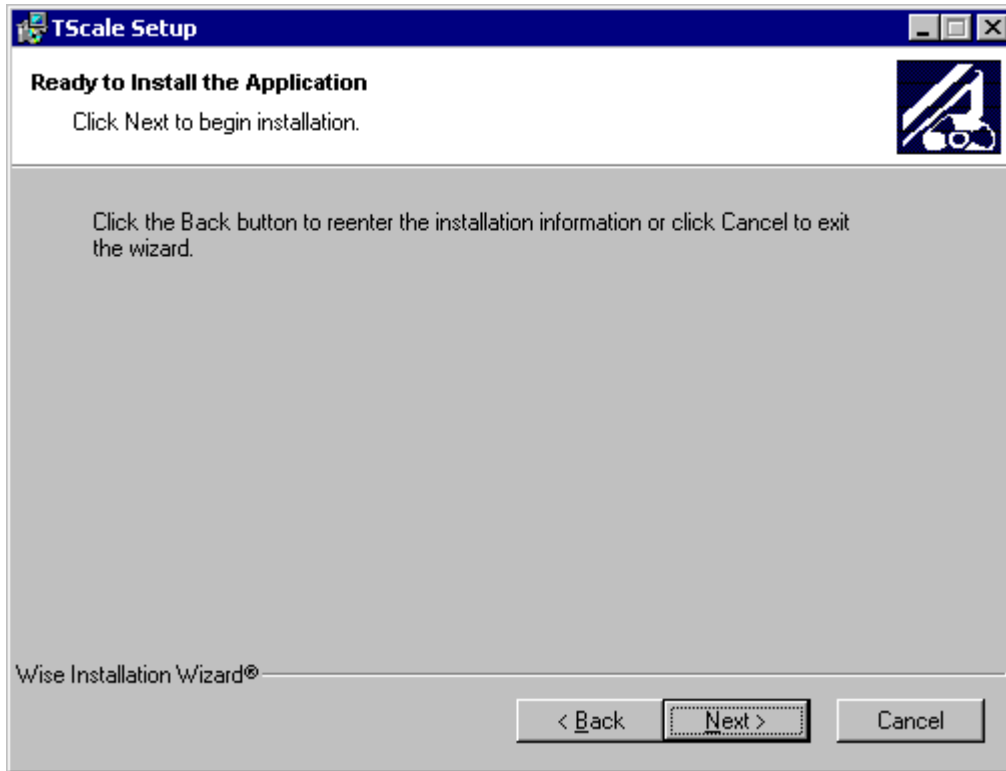 TScale Setup
Ready to Install the Application
Click Next to begin installation.
Click the Back button to reenter the installation information or click Cancel to exit
the wizard.
Wise Installation Wizard®
< Back Next > Cancel